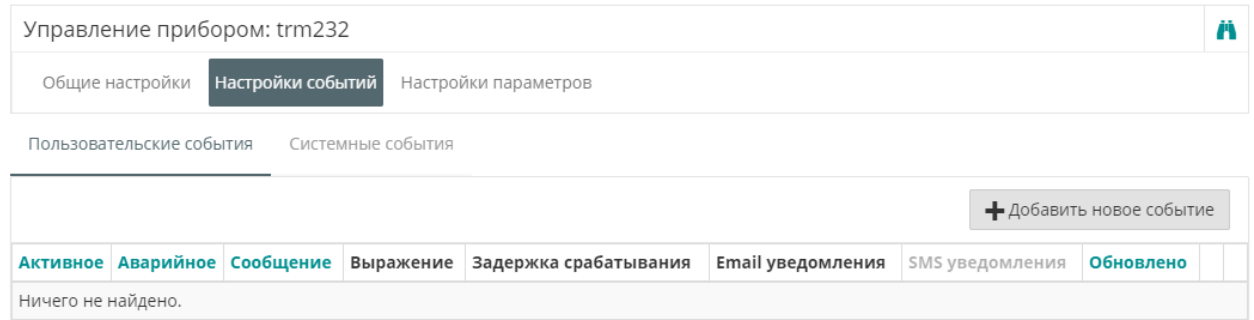 Управление прибором: trm232
Общие настройки Настройки событий Настройки параметров
Пользовательские события Системные события
Добавить новое событие
Активное Аварийное Сообщение Выражение Задержка срабатывания Email уведомления SMS уведомления Обновлено
Ничего не найдено.